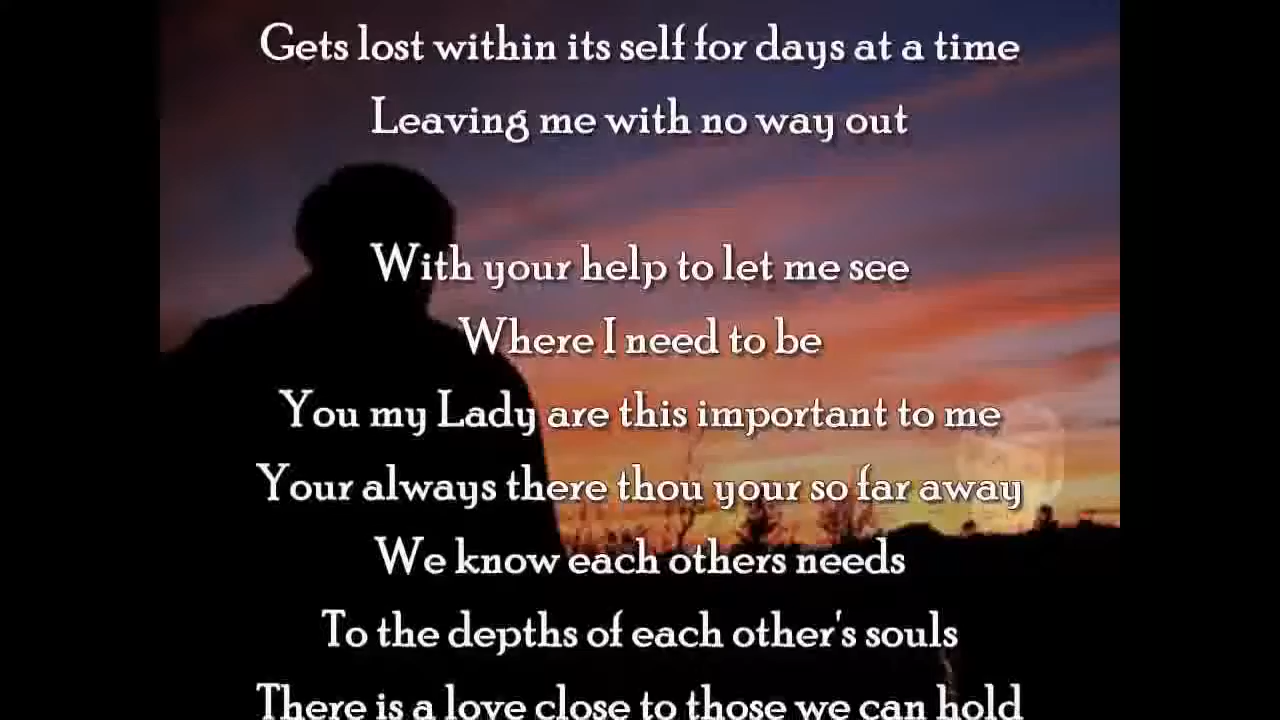 Gets lost within its self for days at a time
Leaving me with no way out
With your help to let me see
Where I need to be
You my Lady are this important to me
Your always there thou your so far away
We know each others needs
To the depths of each other's souls
There is a love close to those we can hold